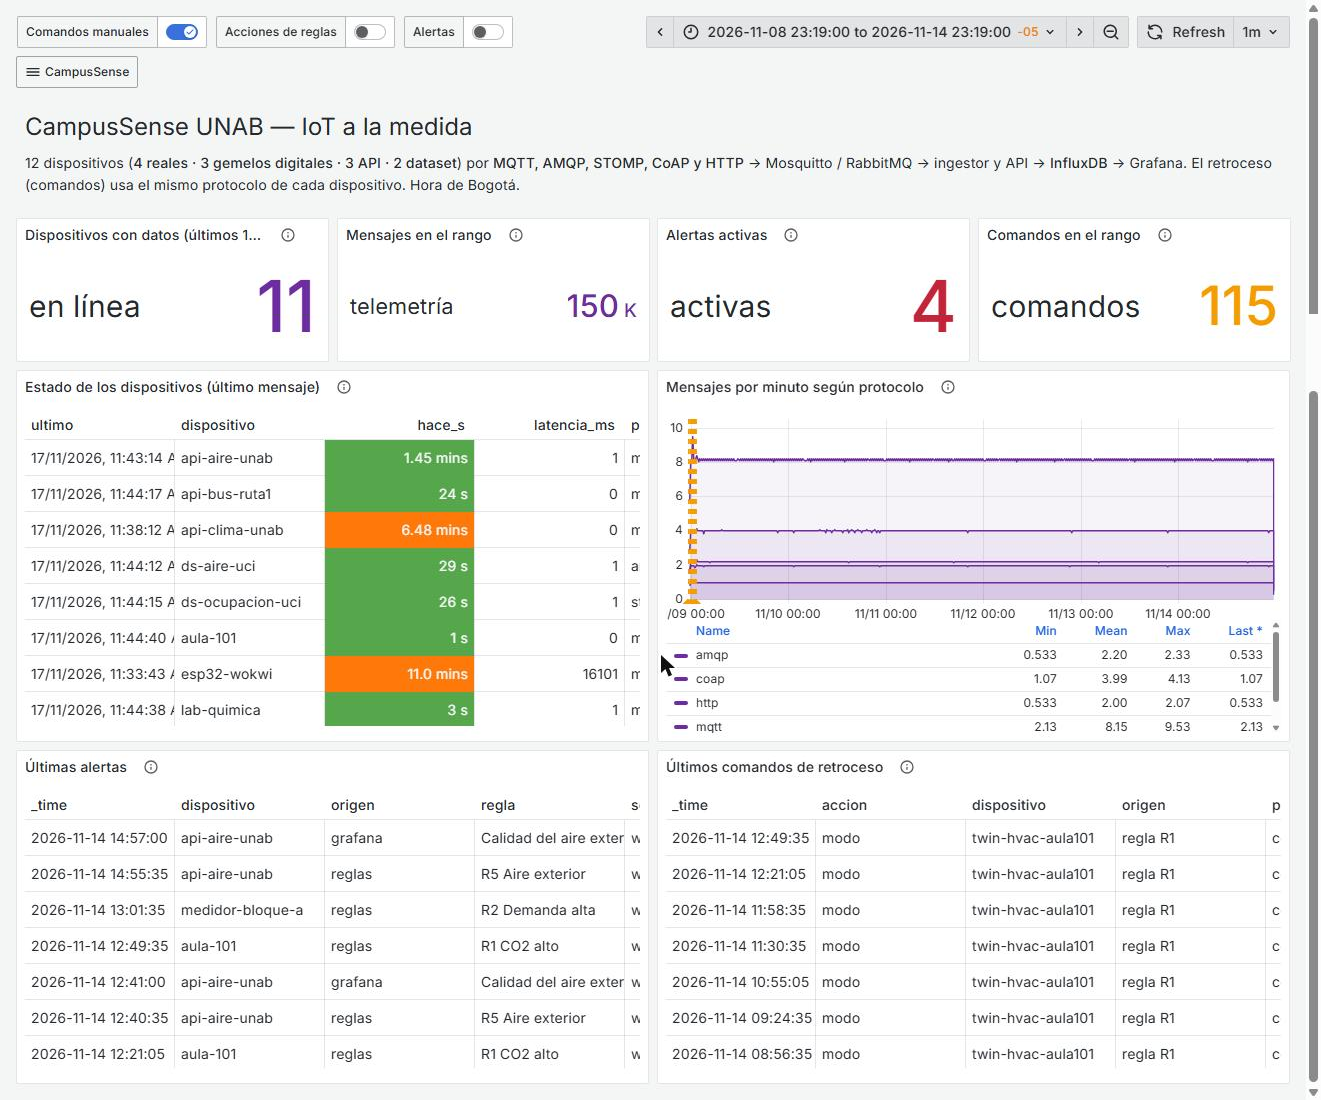 Comandos manuales
Acciones de reglas
Alertas
2026-11-08 23:19:00 to 2026-11-14 23:19:00 -05
Refresh
1m
CampusSense
CampusSense UNAB — IoT a la medida
12 dispositivos (4 reales · 3 gemelos digitales · 3 API · 2 dataset) por MQTT, AMQP, STOMP, CoAP y HTTP → Mosquitto / RabbitMQ → ingestor y API → InfluxDB → Grafana. El retroceso
(comandos) usa el mismo protocolo de cada dispositivo. Hora de Bogotá.
Dispositivos con datos (últimos 1...
en línea 11
Mensajes en el rango
telemetría 150 K
Alertas activas
activas 4
Comandos en el rango
comandos 115
Estado de los dispositivos (último mensaje)
ultimo dispositivo hace_s latencia_ms p
17/11/2026, 11:43:14 A api-aire-unab 1.45 mins 1 m
17/11/2026, 11:44:17 A api-bus-ruta1 24 s 0 m
17/11/2026, 11:38:12 A api-clima-unab 6.48 mins 0 m
17/11/2026, 11:44:12 A ds-aire-uci 29 s 1 a
17/11/2026, 11:44:15 A ds-ocupacion-uci 26 s 1 st
17/11/2026, 11:44:40 A aula-101 1 s 0 m
17/11/2026, 11:33:43 A esp32-wokwi 11.0 mins 16101 m
17/11/2026, 11:44:38 A lab-quimica 3 s 1 m
Mensajes por minuto según protocolo
10
8
6
4
2
0
/09 00:00 11/10 00:00 11/11 00:00 11/12 00:00 11/13 00:00 11/14 00:00
Name Min Mean Max Last *
amqp 0.533 2.20 2.33 0.533
coap 1.07 3.99 4.13 1.07
http 0.533 2.00 2.07 0.533
mqtt 2.13 8.15 9.53 2.13
Últimas alertas
_time dispositivo origen regla s
2026-11-14 14:57:00 api-aire-unab grafana Calidad del aire exter w
2026-11-14 14:55:35 api-aire-unab reglas R5 Aire exterior w
2026-11-14 13:01:35 medidor-bloque-a reglas R2 Demanda alta w
2026-11-14 12:49:35 aula-101 reglas R1 CO2 alto w
2026-11-14 12:41:00 api-aire-unab grafana Calidad del aire exter w
2026-11-14 12:40:35 api-aire-unab reglas R5 Aire exterior w
2026-11-14 12:21:05 aula-101 reglas R1 CO2 alto w
Últimos comandos de retroceso
_time accion dispositivo origen p
2026-11-14 12:49:35 modo twin-hvac-aula101 regla R1 c
2026-11-14 12:21:05 modo twin-hvac-aula101 regla R1 c
2026-11-14 11:58:35 modo twin-hvac-aula101 regla R1 c
2026-11-14 11:30:35 modo twin-hvac-aula101 regla R1 c
2026-11-14 10:55:05 modo twin-hvac-aula101 regla R1 c
2026-11-14 09:24:35 modo twin-hvac-aula101 regla R1 c
2026-11-14 08:56:35 modo twin-hvac-aula101 regla R1 c